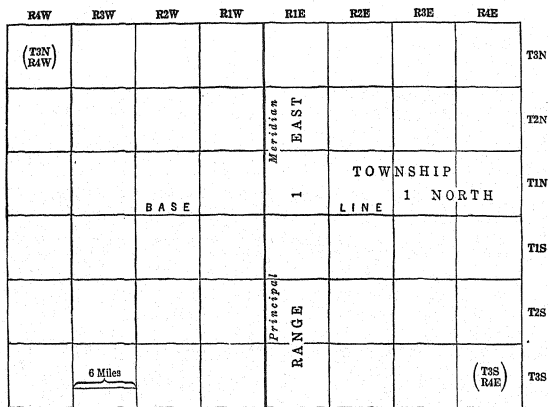 R4W R3W R2W R1W R1E R2E R3E R4E
(T3N
R4W)
T3N
Meridian
EAST
T2N
TOWNSHIP
1
1 NORTH
T1N
BASE
LINE
T1S
Principal
RANGE
T2S
6 Miles
(T3S
R4E)
T3S